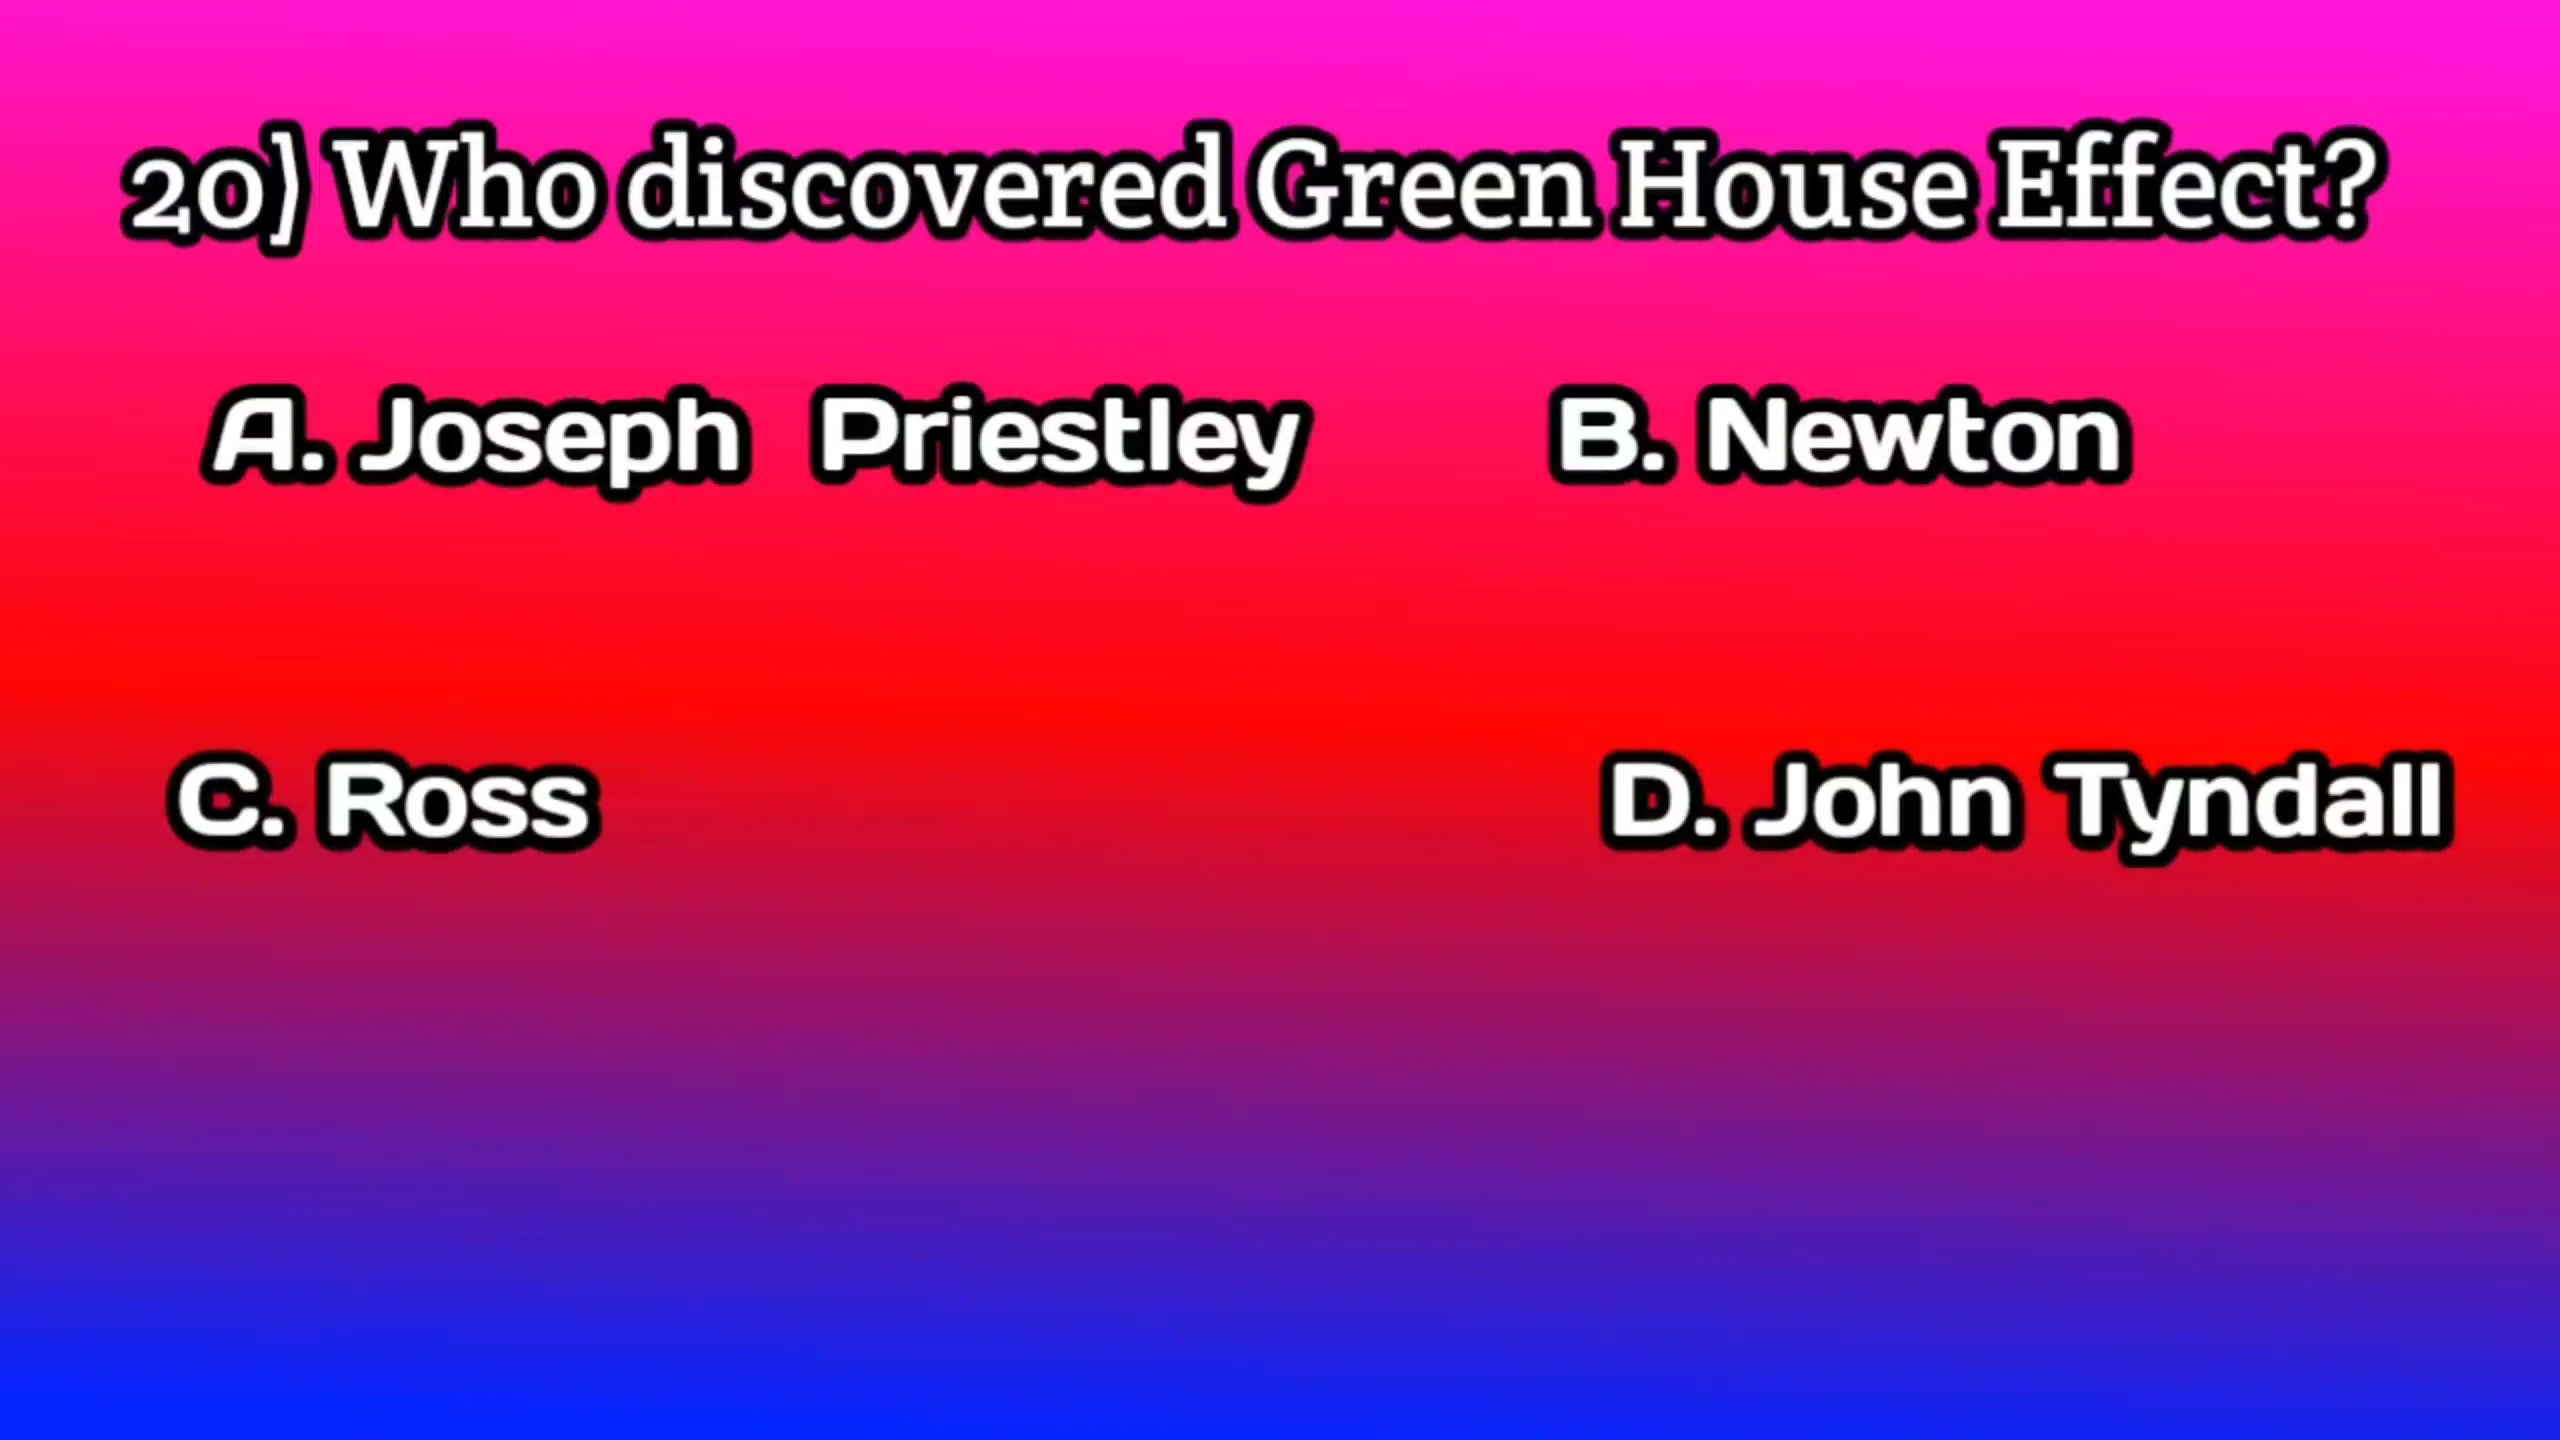 20) Who discovered Green House Effect?
A. Joseph Priestley
B. Newton
C. Ross
D. John Tyndall